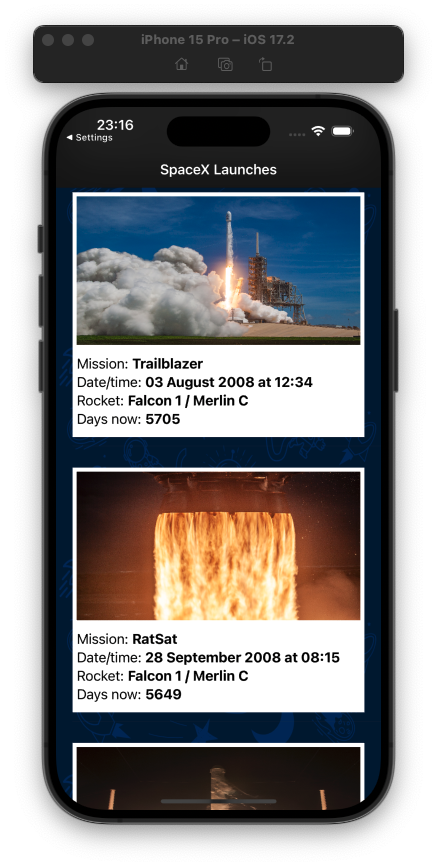 iPhone 15 Pro – iOS 17.2
23:16
◀ Settings
SpaceX Launches
Mission: Trailblazer
Date/time: 03 August 2008 at 12:34
Rocket: Falcon 1 / Merlin C
Days now: 5705
Mission: RatSat
Date/time: 28 September 2008 at 08:15
Rocket: Falcon 1 / Merlin C
Days now: 5649